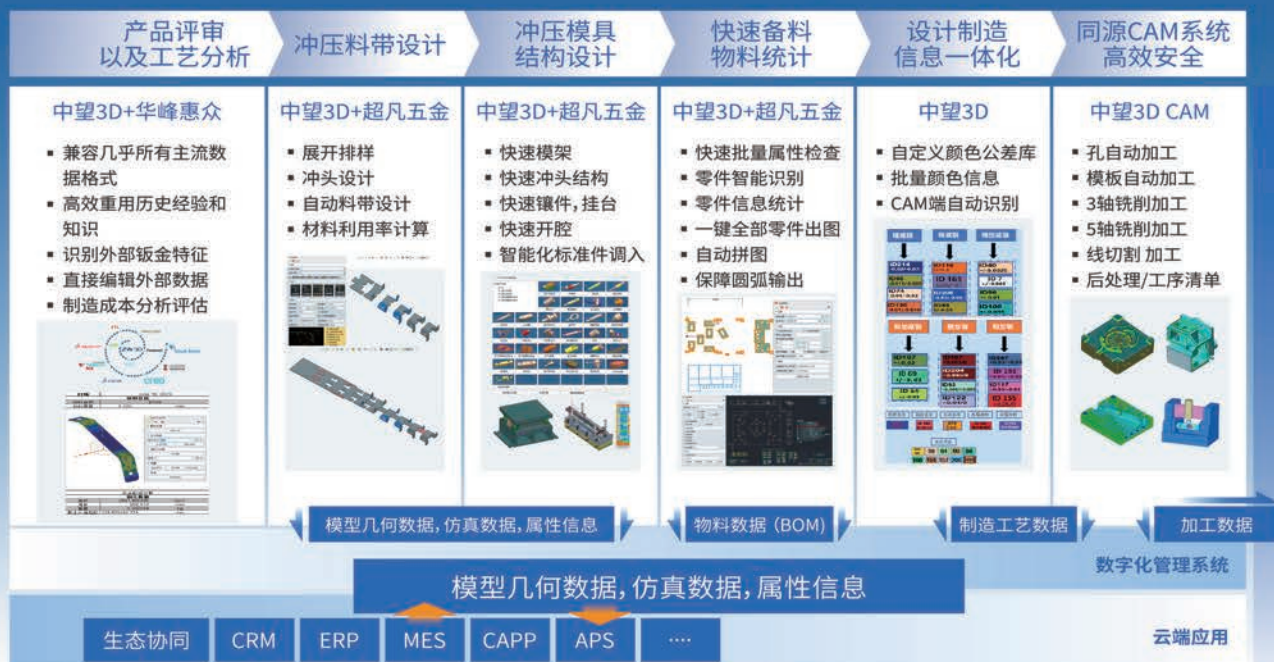 产品评审
以及工艺分析
冲压料带设计
冲压模具
结构设计
快速备料
物料统计
设计制造
信息一体化
同源CAM系统
高效安全
中望3D+华峰惠众
▪ 兼容几乎所有主流数
据格式
▪ 高效重用历史经验和
知识
▪ 识别外部钣金特征
▪ 直接编辑外部数据
▪ 制造成本分析评估
中望3D+超凡五金
▪ 展开排样
▪ 冲头设计
▪ 自动料带设计
▪ 材料利用率计算
中望3D+超凡五金
▪ 快速模架
▪ 快速冲头结构
▪ 快速镶件,挂台
▪ 快速开腔
▪ 智能化标准件调入
中望3D+超凡五金
▪ 快速批量属性检查
▪ 零件智能识别
▪ 零件信息统计
▪ 一键全部零件出图
▪ 自动拼图
▪ 保障圆弧输出
中望3D
▪ 自定义颜色公差库
▪ 批量颜色信息
▪ CAM端自动识别
中望3D CAM
▪ 孔自动加工
▪ 模板自动加工
▪ 3轴铣削加工
▪ 5轴铣削加工
▪ 线切割 加工
▪ 后处理/工序清单
模型几何数据,仿真数据,属性信息
物料数据(BOM)
制造工艺数据
加工数据
数字化管理系统
模型几何数据,仿真数据,属性信息
生态协同
CRM
ERP
MES
CAPP
APS
....
云端应用